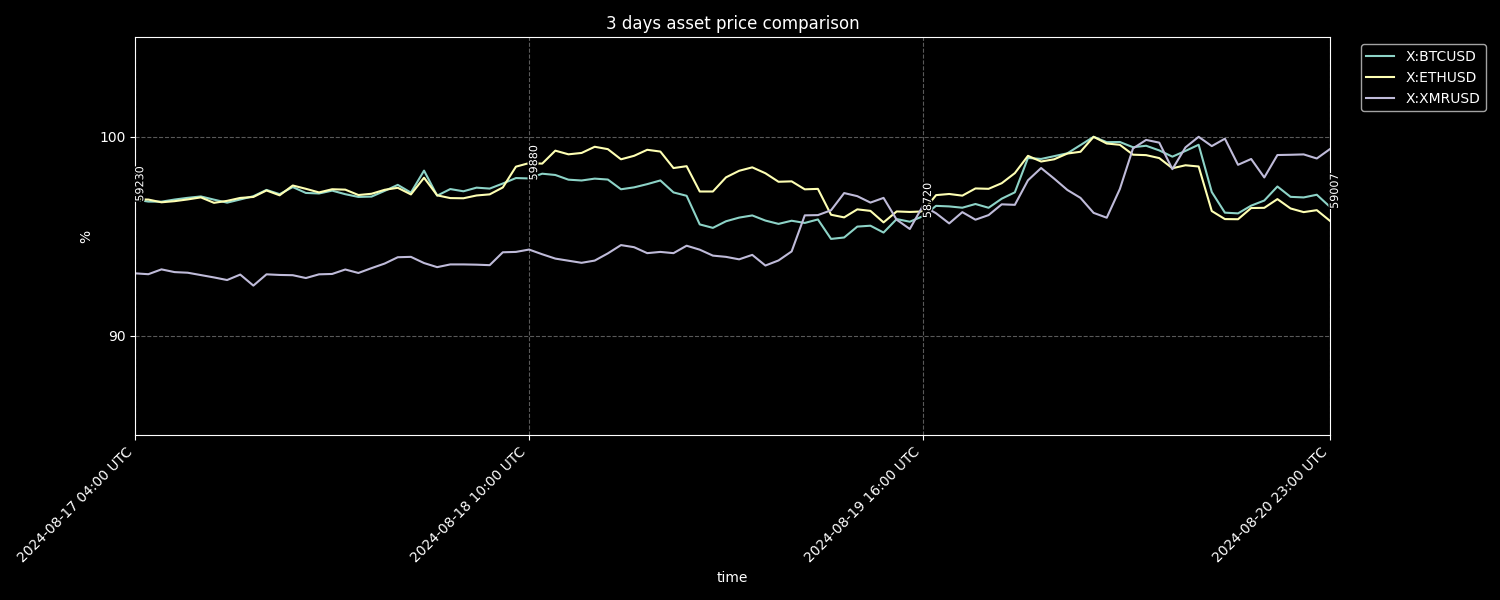 3 days asset price comparison
X:BTCUSD
X:ETHUSD
X:XMRUSD
100
90
%
59230
59880
58720
59007
2024-08-17 04:00 UTC
2024-08-18 10:00 UTC
2024-08-19 16:00 UTC
2024-08-20 23:00 UTC
time